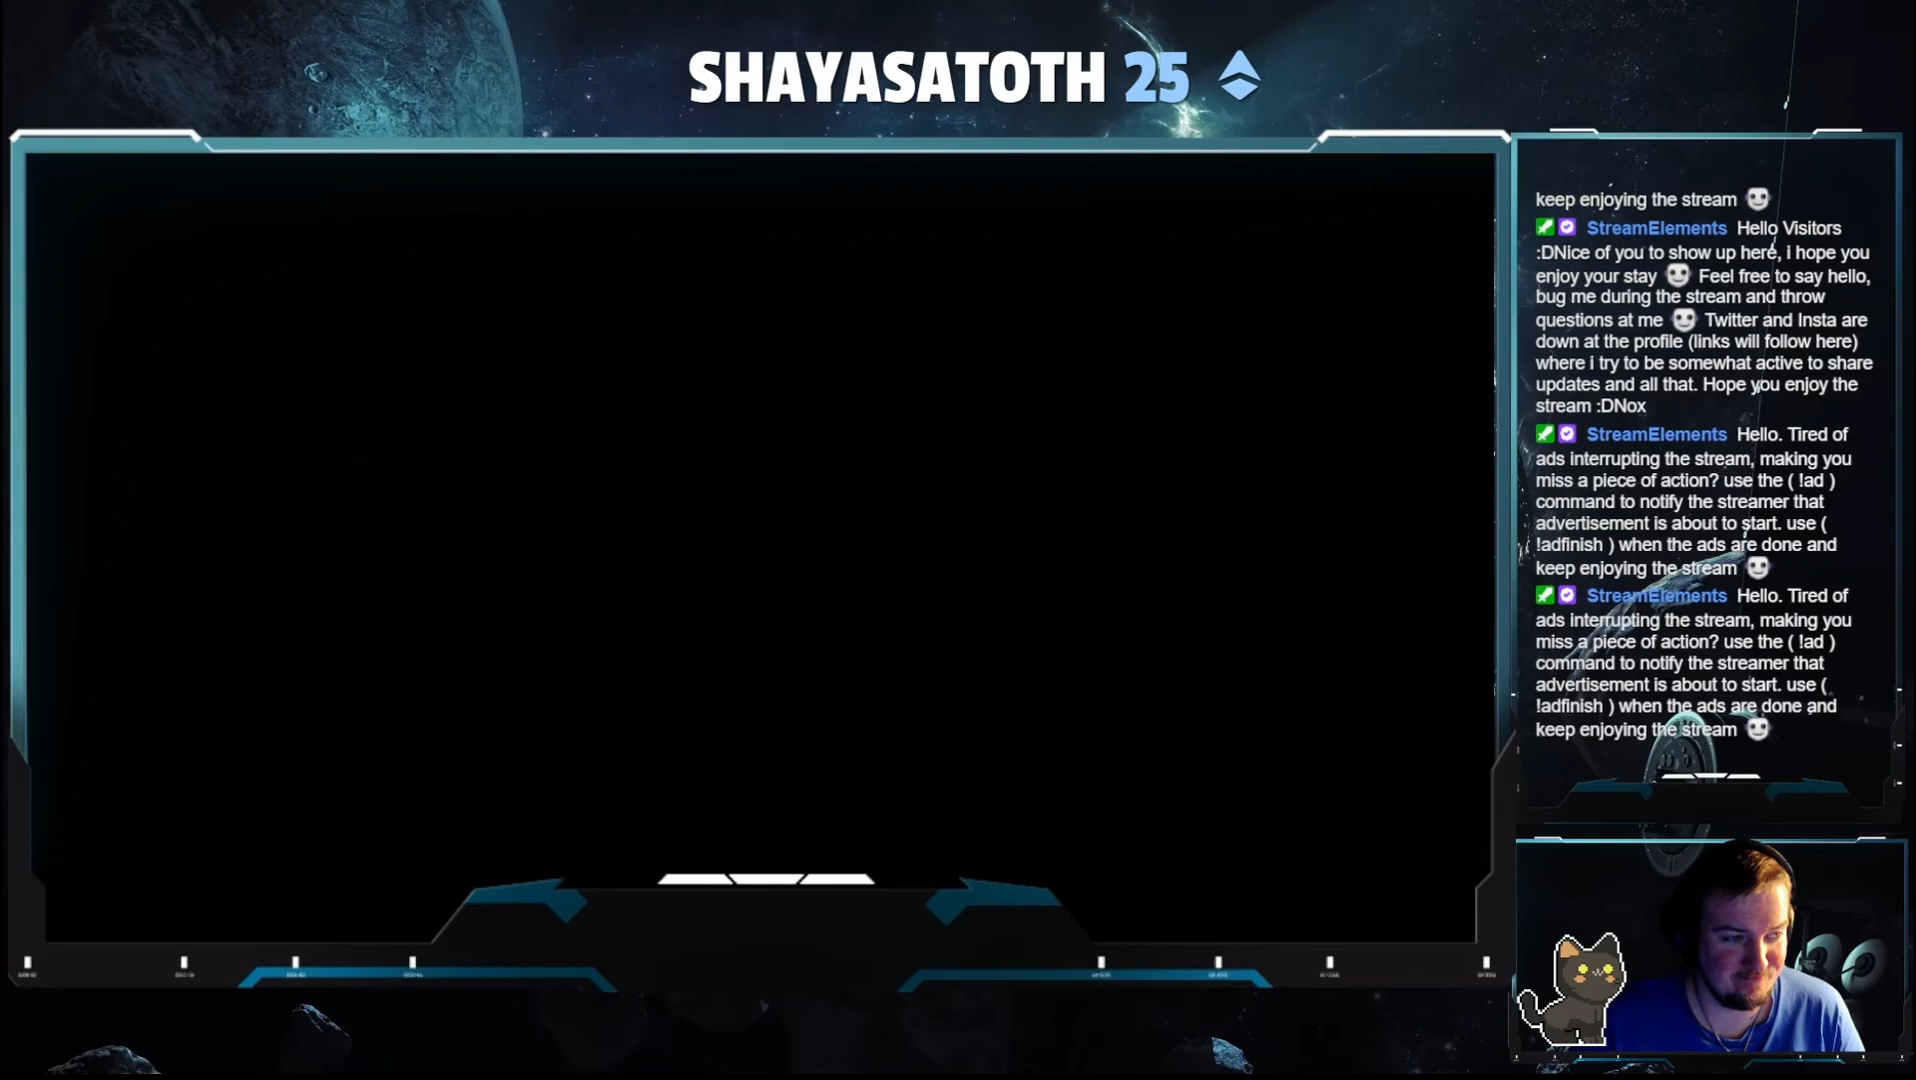 SHAYASATOTH 25
keep enjoying the stream
StreamElements Hello Visitors
:DNice of you to show up here, i hope you
enjoy your stay Feel free to say hello,
bug me during the stream and throw
questions at me Twitter and Insta are
down at the profile (links will follow here)
where i try to be somewhat active to share
updates and all that. Hope you enjoy the
stream :DNox
StreamElements Hello. Tired of
ads interrupting the stream, making you
miss a piece of action? use the ( !ad )
command to notify the streamer that
advertisement is about to start. use (
!adfinish ) when the ads are done and
keep enjoying the stream
StreamElements Hello. Tired of
ads interrupting the stream, making you
miss a piece of action? use the ( !ad )
command to notify the streamer that
advertisement is about to start. use (
!adfinish ) when the ads are done and
keep enjoying the stream